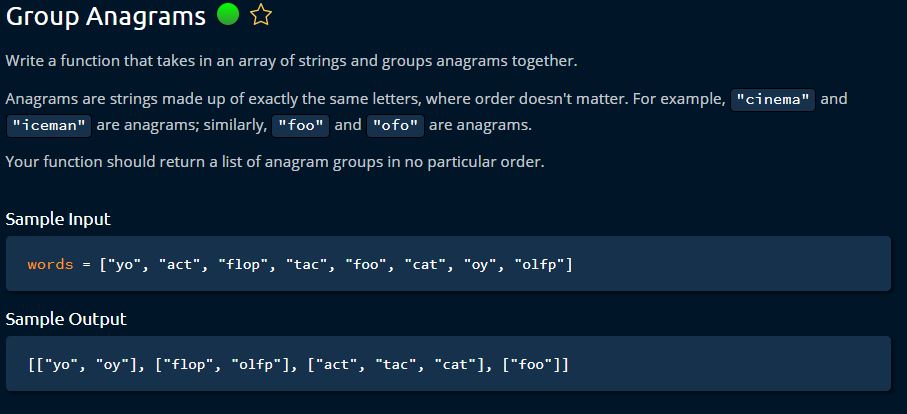 Group Anagrams
Write a function that takes in an array of strings and groups anagrams together.
Anagrams are strings made up of exactly the same letters, where order doesn't matter. For example, "cinema" and
"iceman" are anagrams; similarly, "foo" and "ofo" are anagrams.
Your function should return a list of anagram groups in no particular order.
Sample Input
words = ["yo", "act", "flop", "tac", "foo", "cat", "oy", "olfp"]
Sample Output
[["yo", "oy"], ["flop", "olfp"], ["act", "tac", "cat"], ["foo"]]